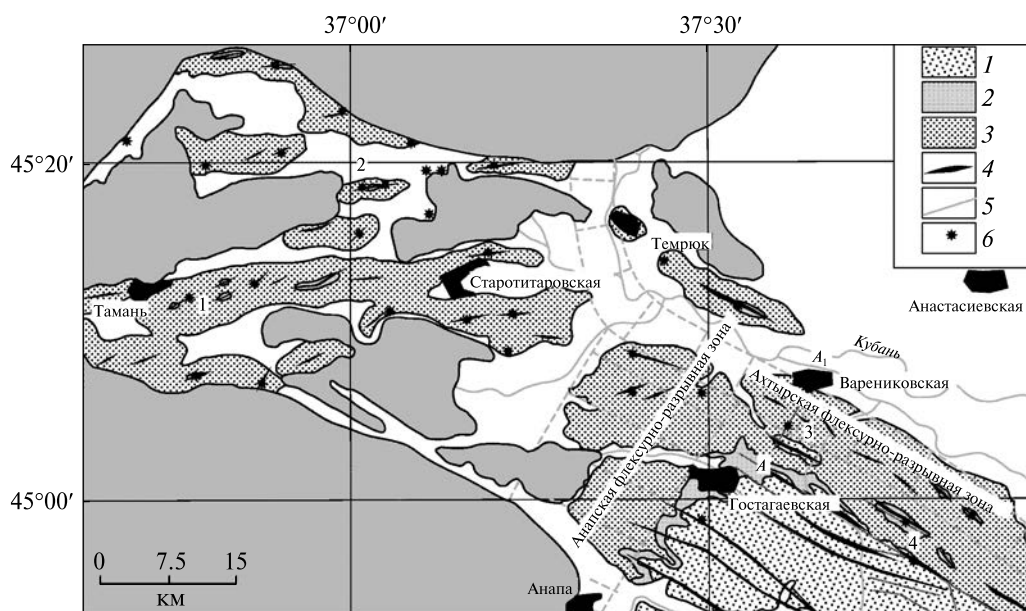 37°00′
37°30′
1
2
3
4
5
6
45°20′
2
Темрюк
Старотитаровская
Тамань
1
Анастасиевская
Кубань
A₁
Варениковская
Анапская флексурно-разрывная зона
Ахтырская флексурно-разрывная зона
3
A
45°00′
Гостагаевская
4
0 7.5 15
км
Анапа